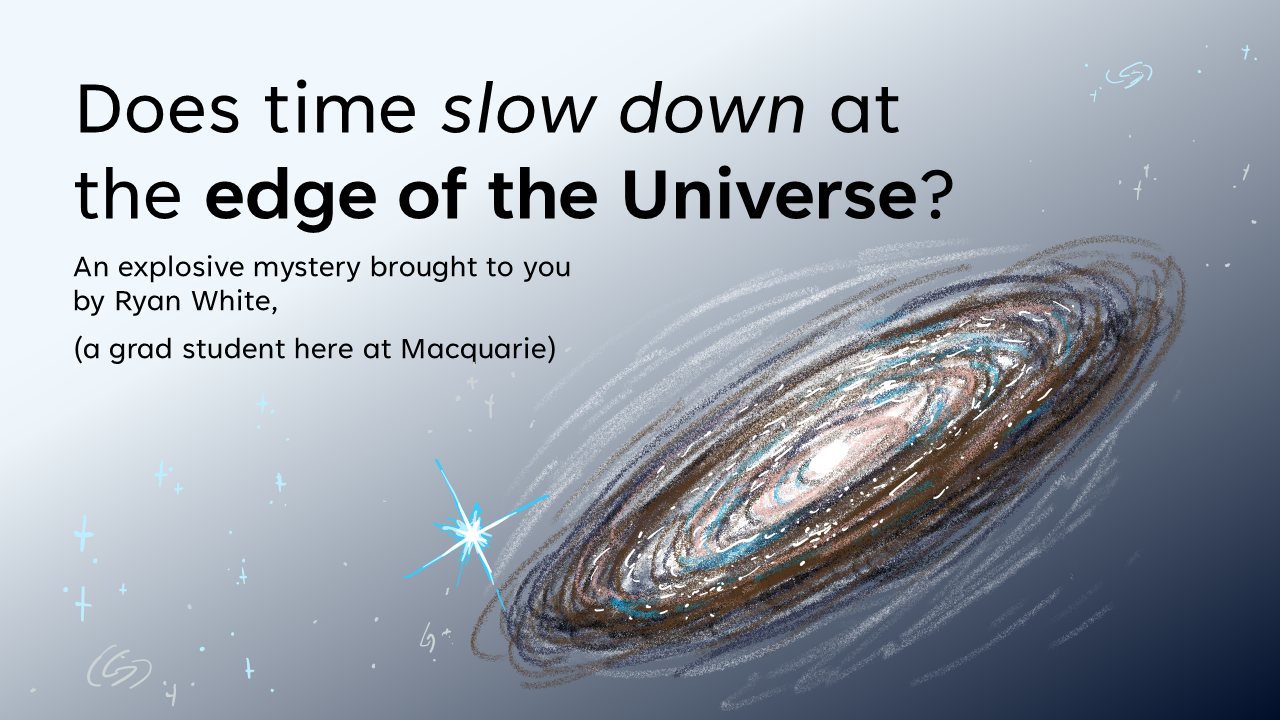 Does time slow down at
the edge of the Universe?
An explosive mystery brought to you
by Ryan White,
(a grad student here at Macquarie)